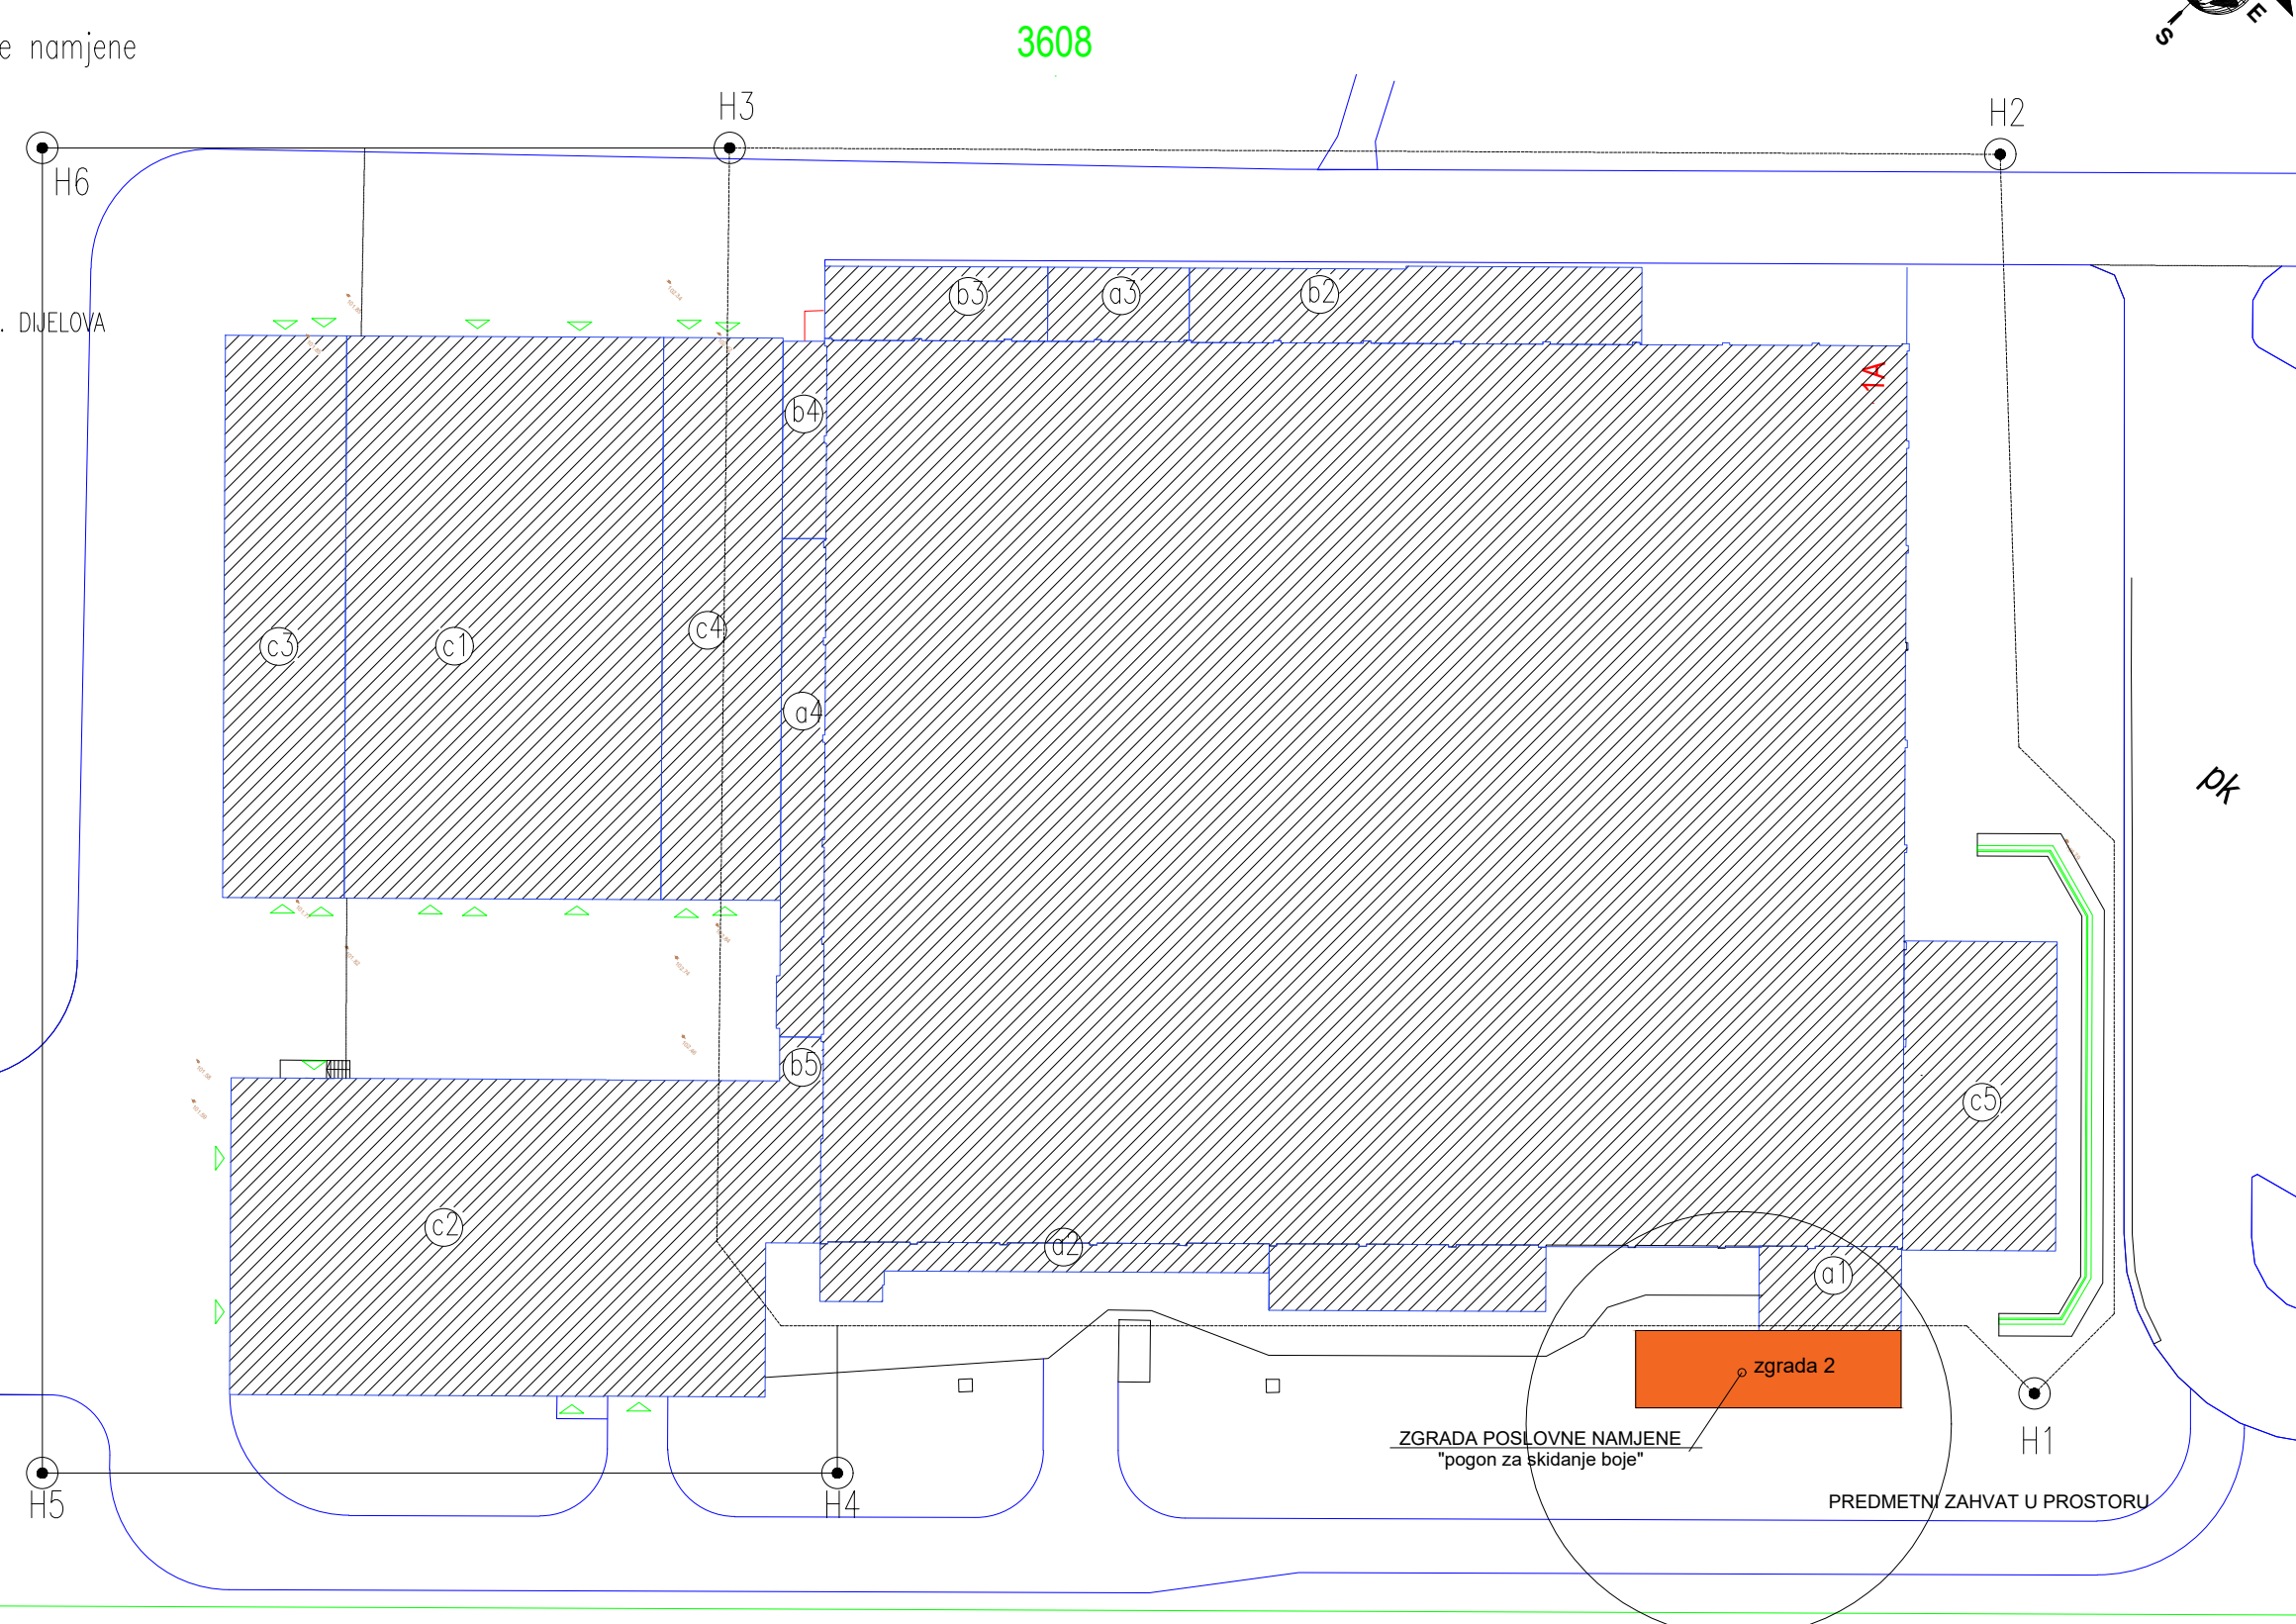 S
E
e namjene
3608
H3
H2
H6
. DIJELOVA
b3
a3
b2
1A
b4
c3
c1
c4
a4
pk
b5
c5
c2
a2
a1
zgrada 2
ZGRADA POSLOVNE NAMJENE
"pogon za skidanje boje"
H1
H5
H4
PREDMETNI ZAHVAT U PROSTORU